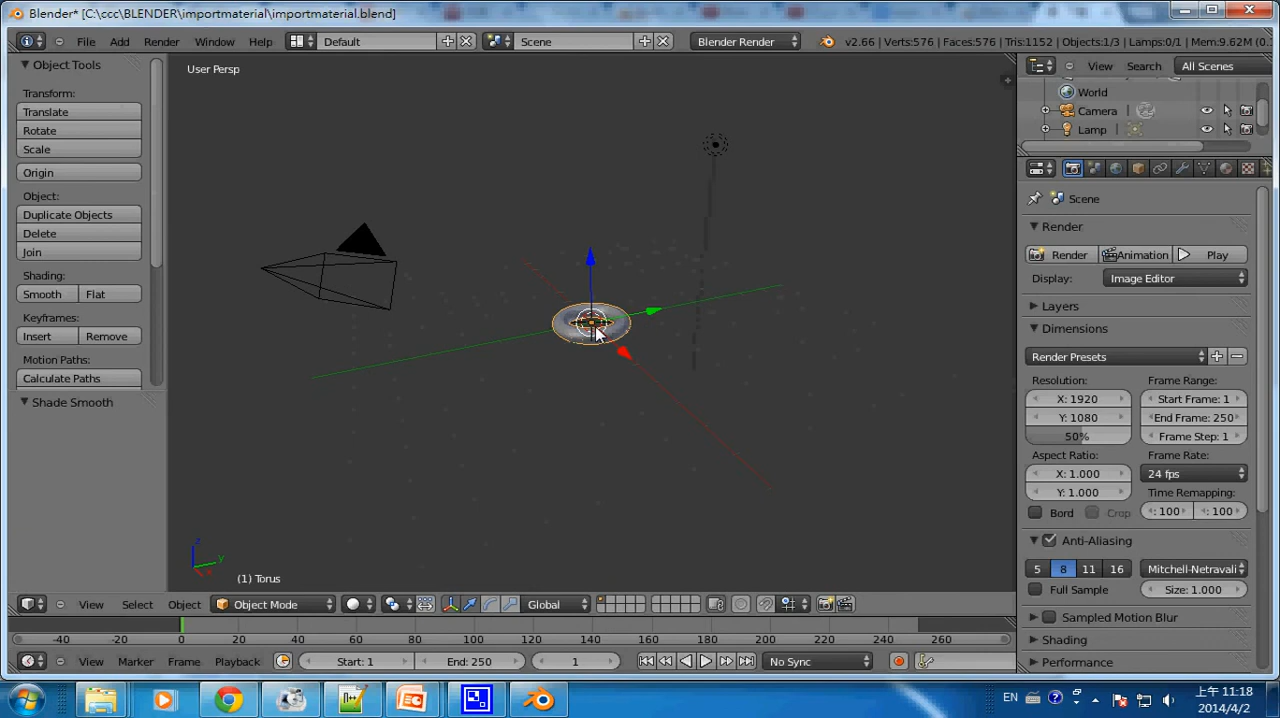 Blender* [C:\ccc\BLENDER\importmaterial\importmaterial.blend]
File Add Render Window Help Default Scene Blender Render v2.66 | Verts:576 | Faces:576 | Tris:1152 | Objects:1/3 | Lamps:0/1 | Mem:9.62M (0.
Object Tools
Transform:
Translate
Rotate
Scale
Origin
Object:
Duplicate Objects
Delete
Join
Shading:
Smooth Flat
Keyframes:
Insert Remove
Motion Paths:
Calculate Paths
Shade Smooth
User Persp
z
y
(1) Torus
View Select Object Object Mode Global
-40 -20 0 20 40 60 80 100 120 140 160 180 200 220 240 260
View Marker Frame Playback Start: 1 End: 250 1 No Sync
View Search All Scenes
World
Camera
Lamp
Scene
Render
Render Animation Play
Display: Image Editor
Layers
Dimensions
Render Presets
Resolution: Frame Range:
X: 1920 Start Frame: 1
Y: 1080 End Frame: 250
50% Frame Step: 1
Aspect Ratio: Frame Rate:
X: 1.000 24 fps
Y: 1.000 Time Remapping:
Bord Crop : 100 : 100
Anti-Aliasing
5 8 11 16 Mitchell-Netravali
Full Sample Size: 1.000
Sampled Motion Blur
Shading
Performance
EN 上午 11:18
2014/4/2